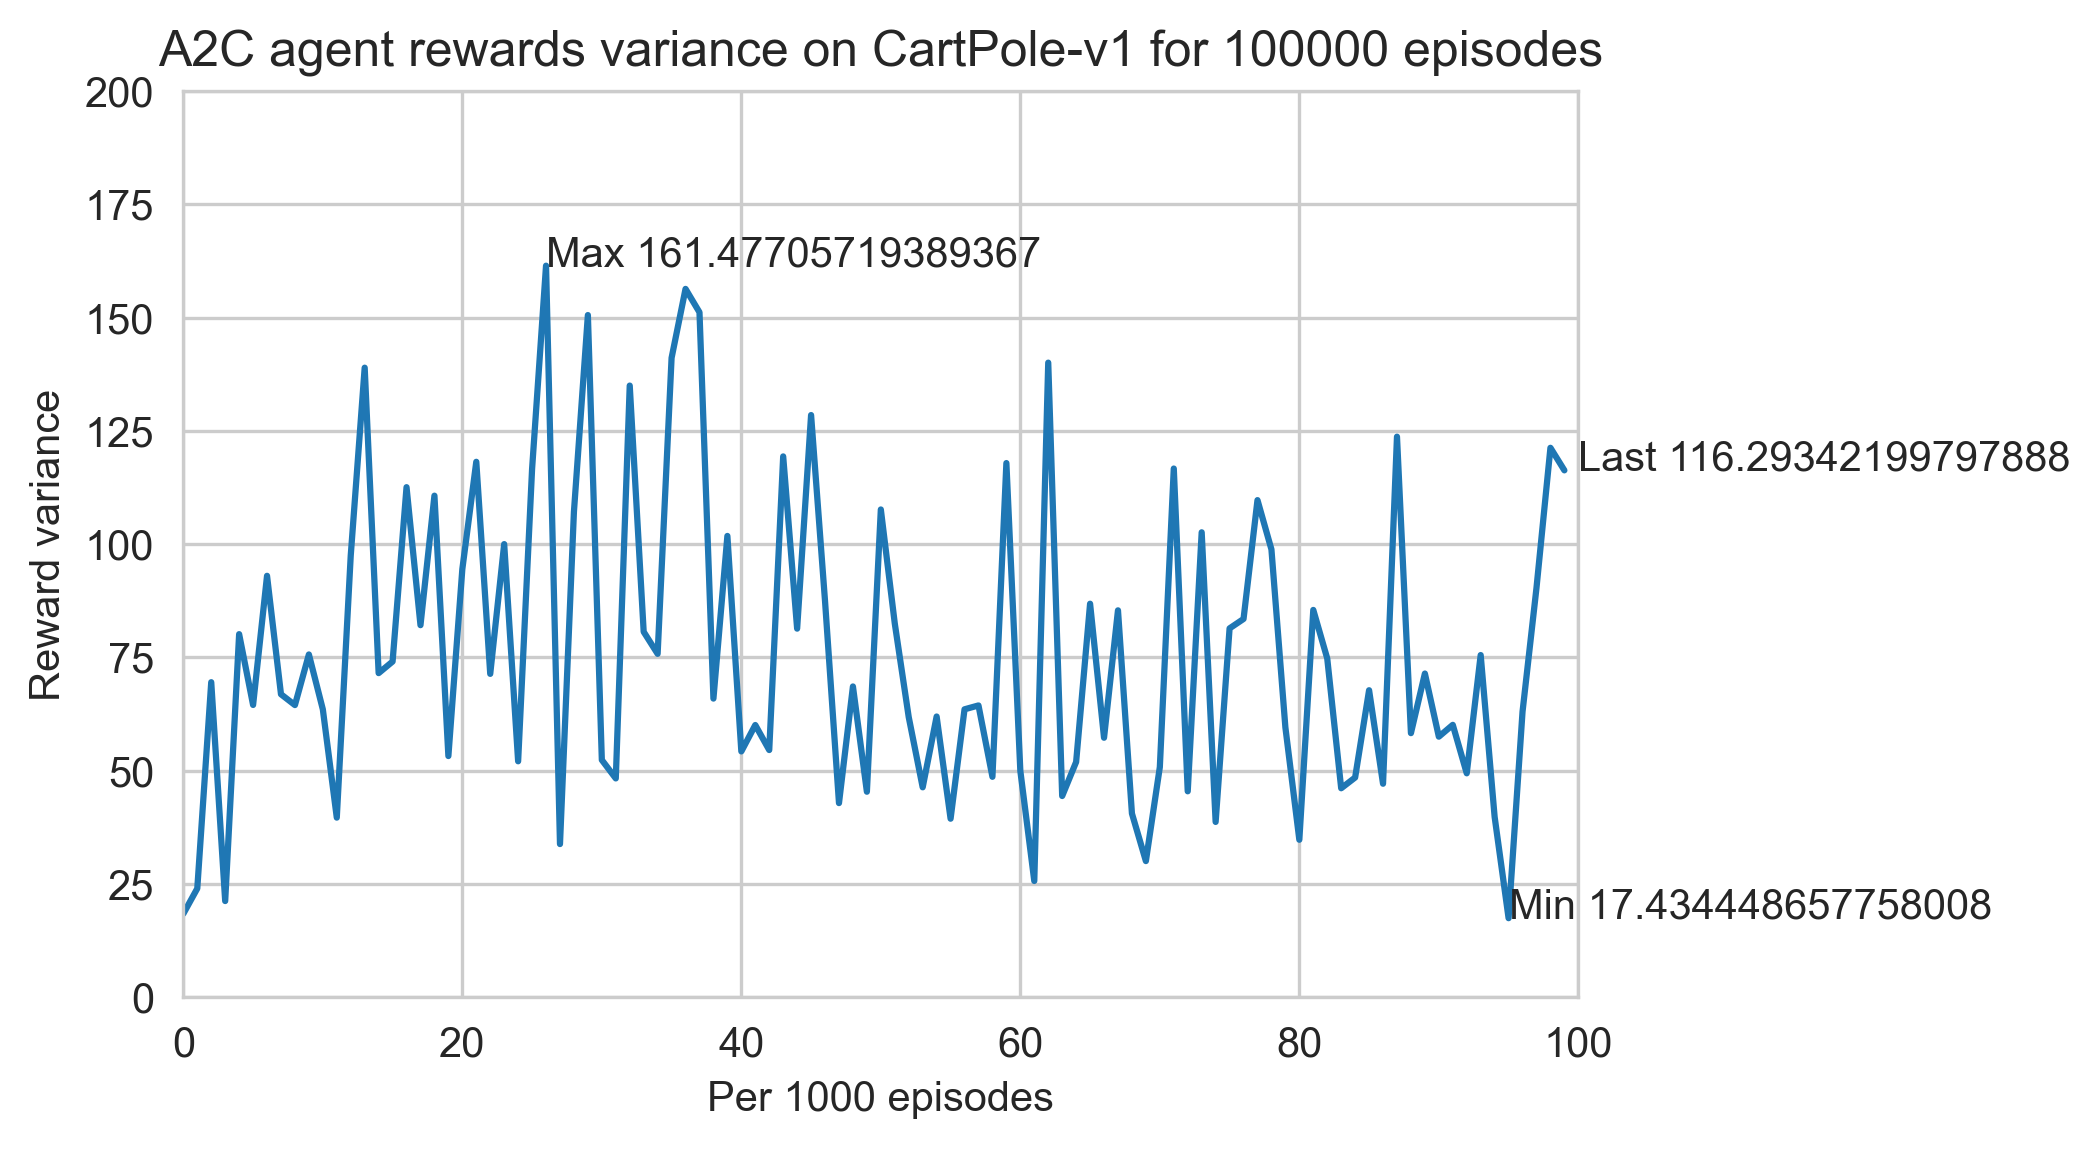 A2C agent rewards variance on CartPole-v1 for 100000 episodes
200
175
150
125
100
75
50
25
0
Reward variance
Max 161.47705719389367
Last 116.29342199797888
Min 17.434448657758008
0 20 40 60 80 100
Per 1000 episodes